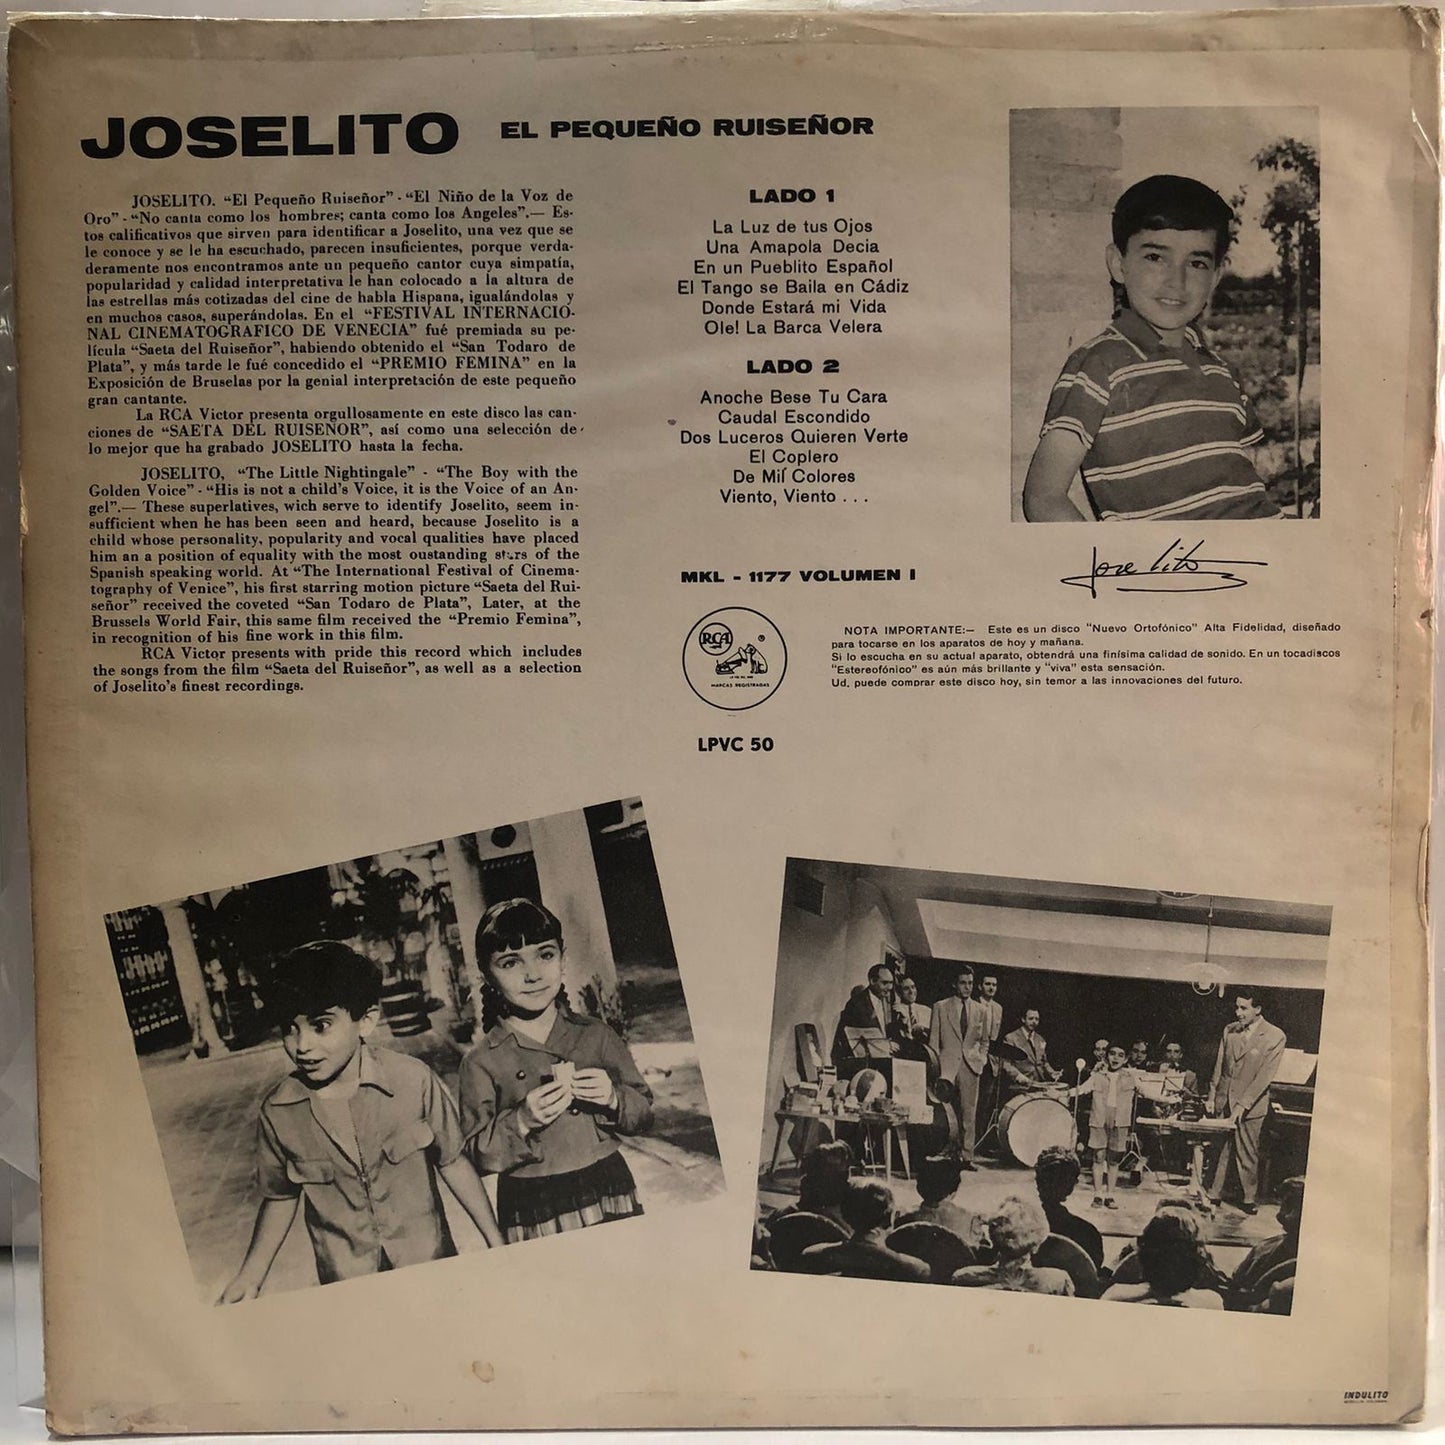 JOSELITO EL PEQUEÑO RUISEÑOR
JOSELITO. “El Pequeño Ruiseñor” - “El Niño de la Voz de
Oro” - “No canta como los hombres; canta como los Angeles”.— Es-
tos calificativos que sirven para identificar a Joselito, una vez que se
le conoce y se le ha escuchado, parecen insuficientes, porque verda-
deramente nos encontramos ante un pequeño cantor cuya simpatía,
popularidad y calidad interpretativa le han colocado a la altura de
las estrellas más cotizadas del cine de habla Hispana, igualándolas y
en muchos casos, superándolas. En el “FESTIVAL INTERNACIO-
NAL CINEMATOGRAFICO DE VENECIA” fué premiada su pe-
lícula “Saeta del Ruiseñor”, habiendo obtenido el “San Todaro de
Plata”, y más tarde le fué concedido el “PREMIO FEMINA” en la
Exposición de Bruselas por la genial interpretación de este pequeño
gran cantante.
La RCA Victor presenta orgullosamente en este disco las can-
ciones de “SAETA DEL RUISEÑOR”, así como una selección de
lo mejor que ha grabado JOSELITO hasta la fecha.
JOSELITO, “The Little Nightingale” - “The Boy with the
Golden Voice” - “His is not a child's Voice, it is the Voice of an An-
gel”.— These superlatives, wich serve to identify Joselito, seem in-
sufficient when he has been seen and heard, because Joselito is a
child whose personality, popularity and vocal qualities have placed
him an a position of equality with the most oustanding stars of the
Spanish speaking world. At “The International Festival of Cinema-
tography of Venice”, his first starring motion picture “Saeta del Rui-
señor” received the coveted “San Todaro de Plata”, Later, at the
Brussels World Fair, this same film received the “Premio Femina”,
in recognition of his fine work in this film.
RCA Victor presents with pride this record which includes
the songs from the film “Saeta del Ruiseñor”, as well as a selection
of Joselito's finest recordings.
LADO 1
La Luz de tus Ojos
Una Amapola Decia
En un Pueblito Español
El Tango se Baila en Cádiz
Donde Estará mi Vida
Ole! La Barca Velera
LADO 2
Anoche Bese Tu Cara
Caudal Escondido
Dos Luceros Quieren Verte
El Coplero
De Mil Colores
Viento, Viento . . .
MKL - 1177 VOLUMEN I
RCA ®
MARCAS REGISTRADAS
LPVC 50
Joselito
NOTA IMPORTANTE:— Este es un disco “Nuevo Ortofónico” Alta Fidelidad, diseñado
para tocarse en los aparatos de hoy y mañana.
Si lo escucha en su actual aparato, obtendrá una finísima calidad de sonido. En un tocadiscos
“Estereofónico” es aún más brillante y “viva” esta sensación.
Ud. puede comprar este disco hoy, sin temor a las innovaciones del futuro.
INDULITO